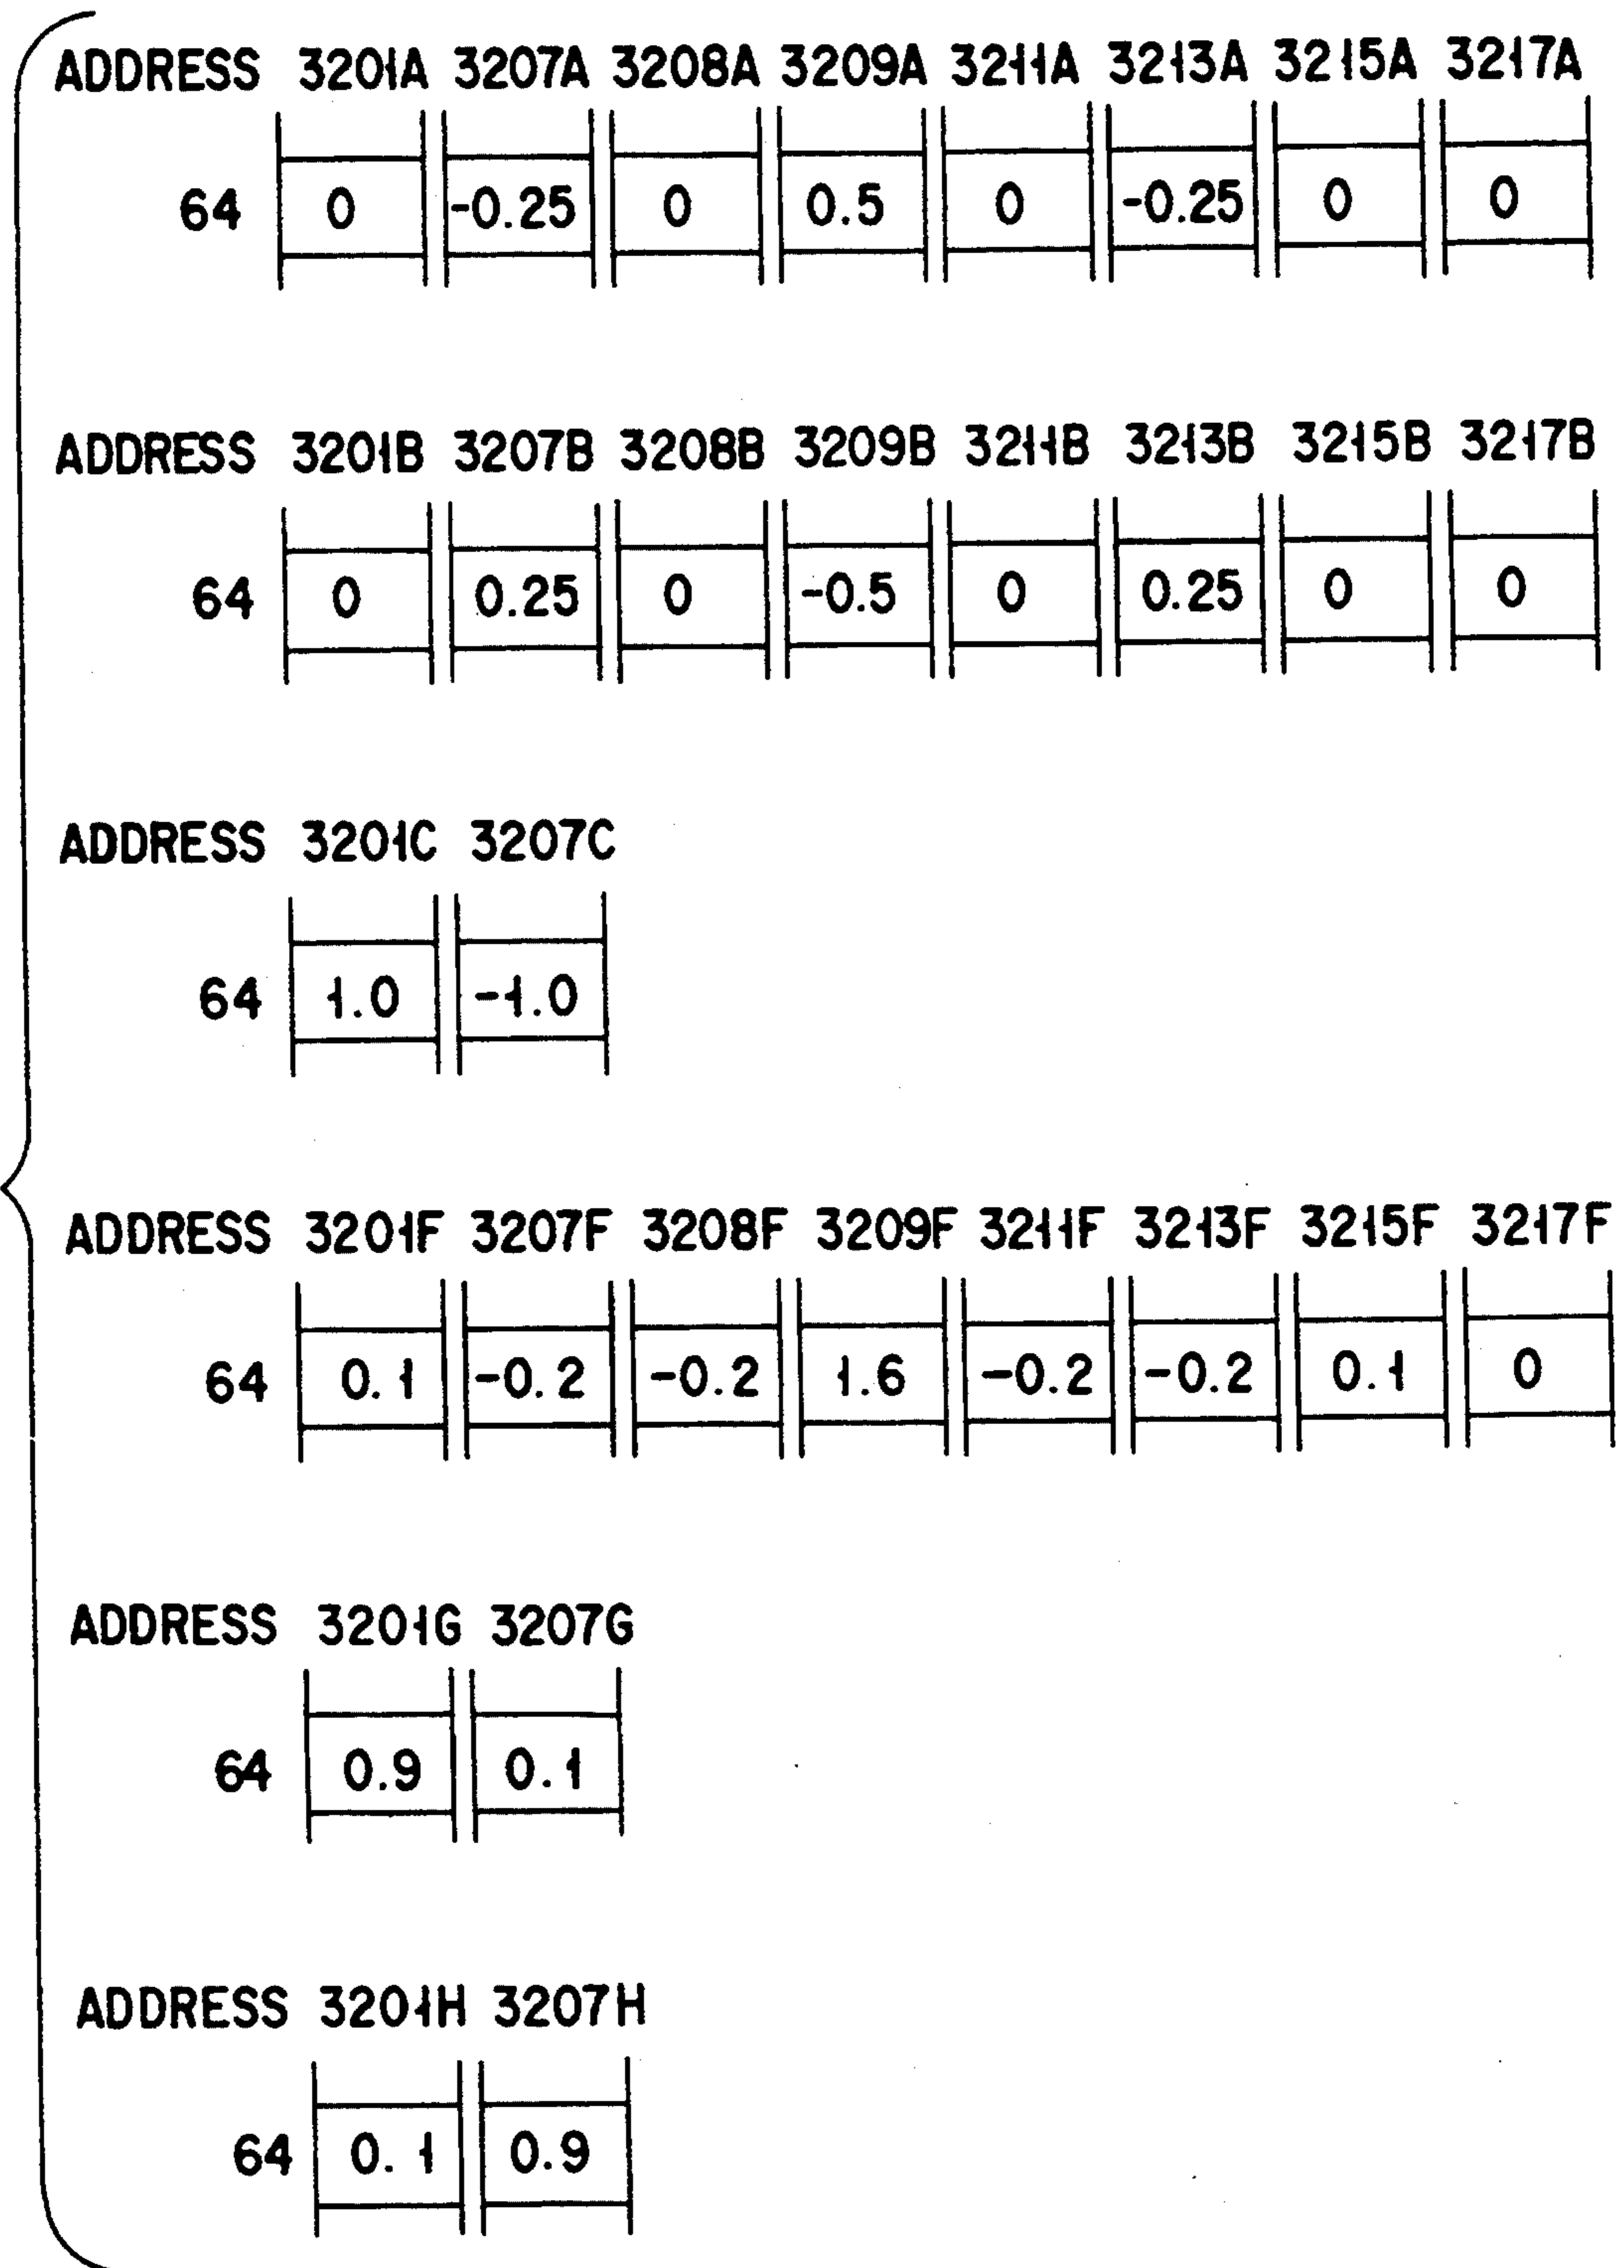 ADDRESS 3201A 3207A 3208A 3209A 3211A 3213A 3215A 3217A
64 0 -0.25 0 0.5 0 -0.25 0 0
ADDRESS 3201B 3207B 3208B 3209B 3211B 3213B 3215B 3217B
64 0 0.25 0 -0.5 0 0.25 0 0
ADDRESS 3201C 3207C
64 1.0 -1.0
ADDRESS 3201F 3207F 3208F 3209F 3211F 3213F 3215F 3217F
64 0.1 -0.2 -0.2 1.6 -0.2 -0.2 0.1 0
ADDRESS 3201G 3207G
64 0.9 0.1
ADDRESS 3201H 3207H
64 0.1 0.9